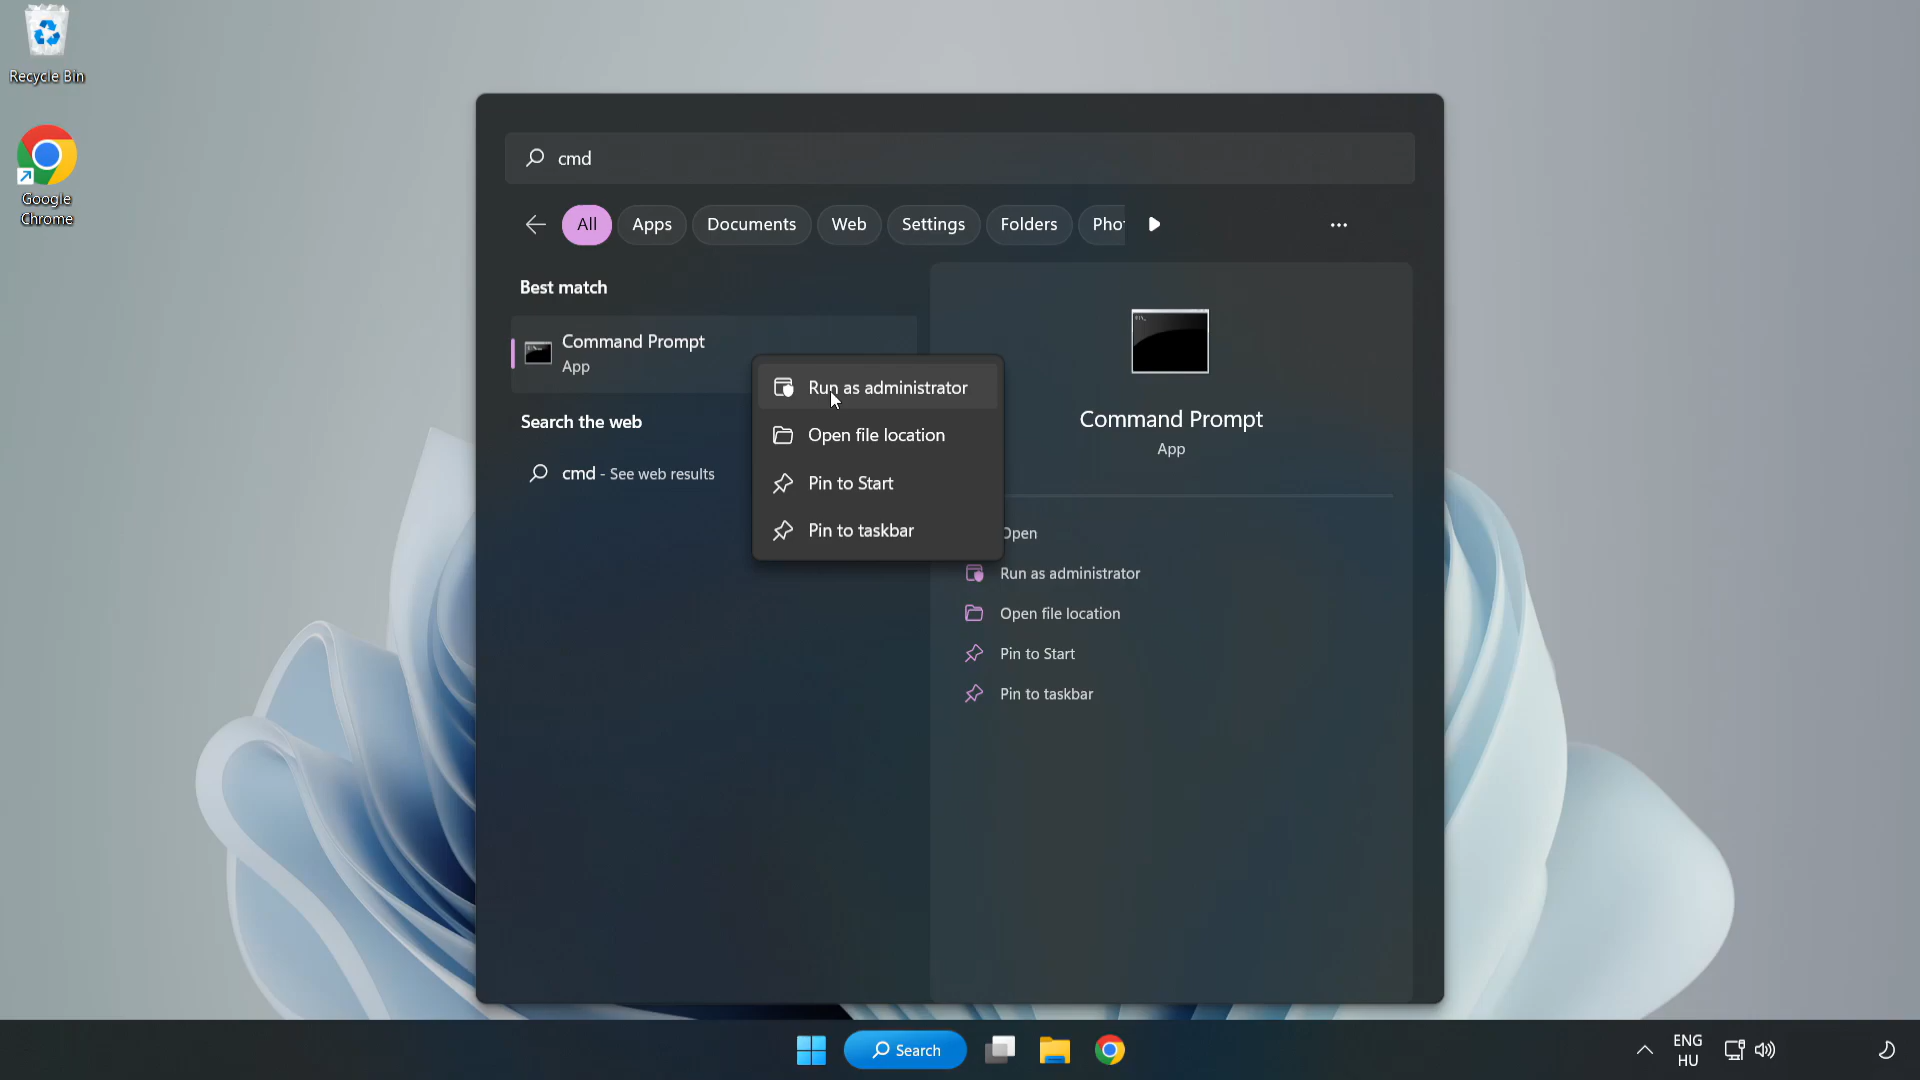 Recycle Bin
Google
Chrome
cmd
All
Apps
Documents
Web
Settings
Folders
Best match
Command Prompt
App
Search the web
cmd - See web results
Run as administrator
Open file location
Pin to Start
Pin to taskbar
Command Prompt
App
Open
Run as administrator
Open file location
Pin to Start
Pin to taskbar
Search
ENG
HU